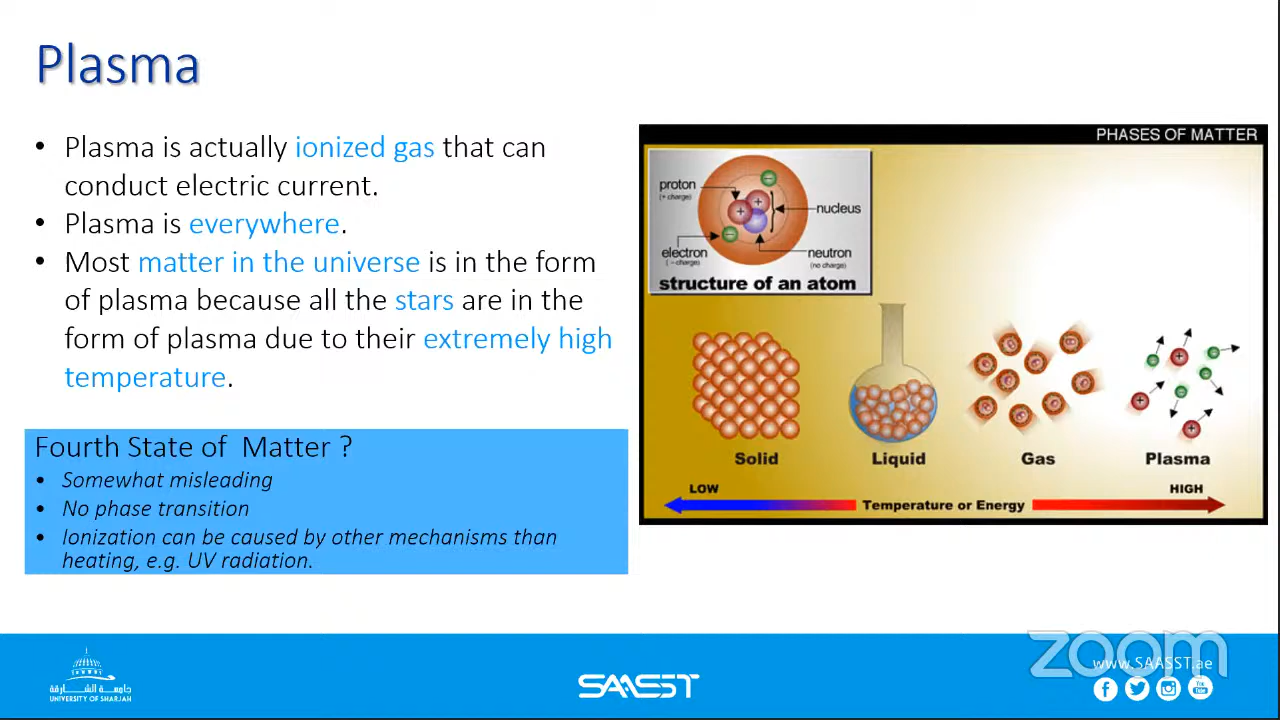 Plasma
• Plasma is actually ionized gas that can
conduct electric current.
• Plasma is everywhere.
• Most matter in the universe is in the form
of plasma because all the stars are in the
form of plasma due to their extremely high
temperature.
Fourth State of Matter ?
• Somewhat misleading
• No phase transition
• Ionization can be caused by other mechanisms than
heating, e.g. UV radiation.
PHASES OF MATTER
proton
(+ charge)
nucleus
electron
(− charge)
neutron
(no charge)
structure of an atom
Solid
Liquid
Gas
Plasma
LOW
Temperature or Energy
HIGH
جامعة الشارقة
UNIVERSITY OF SHARJAH
SAASST
zoom
www.SAASST.ae
You
Tube